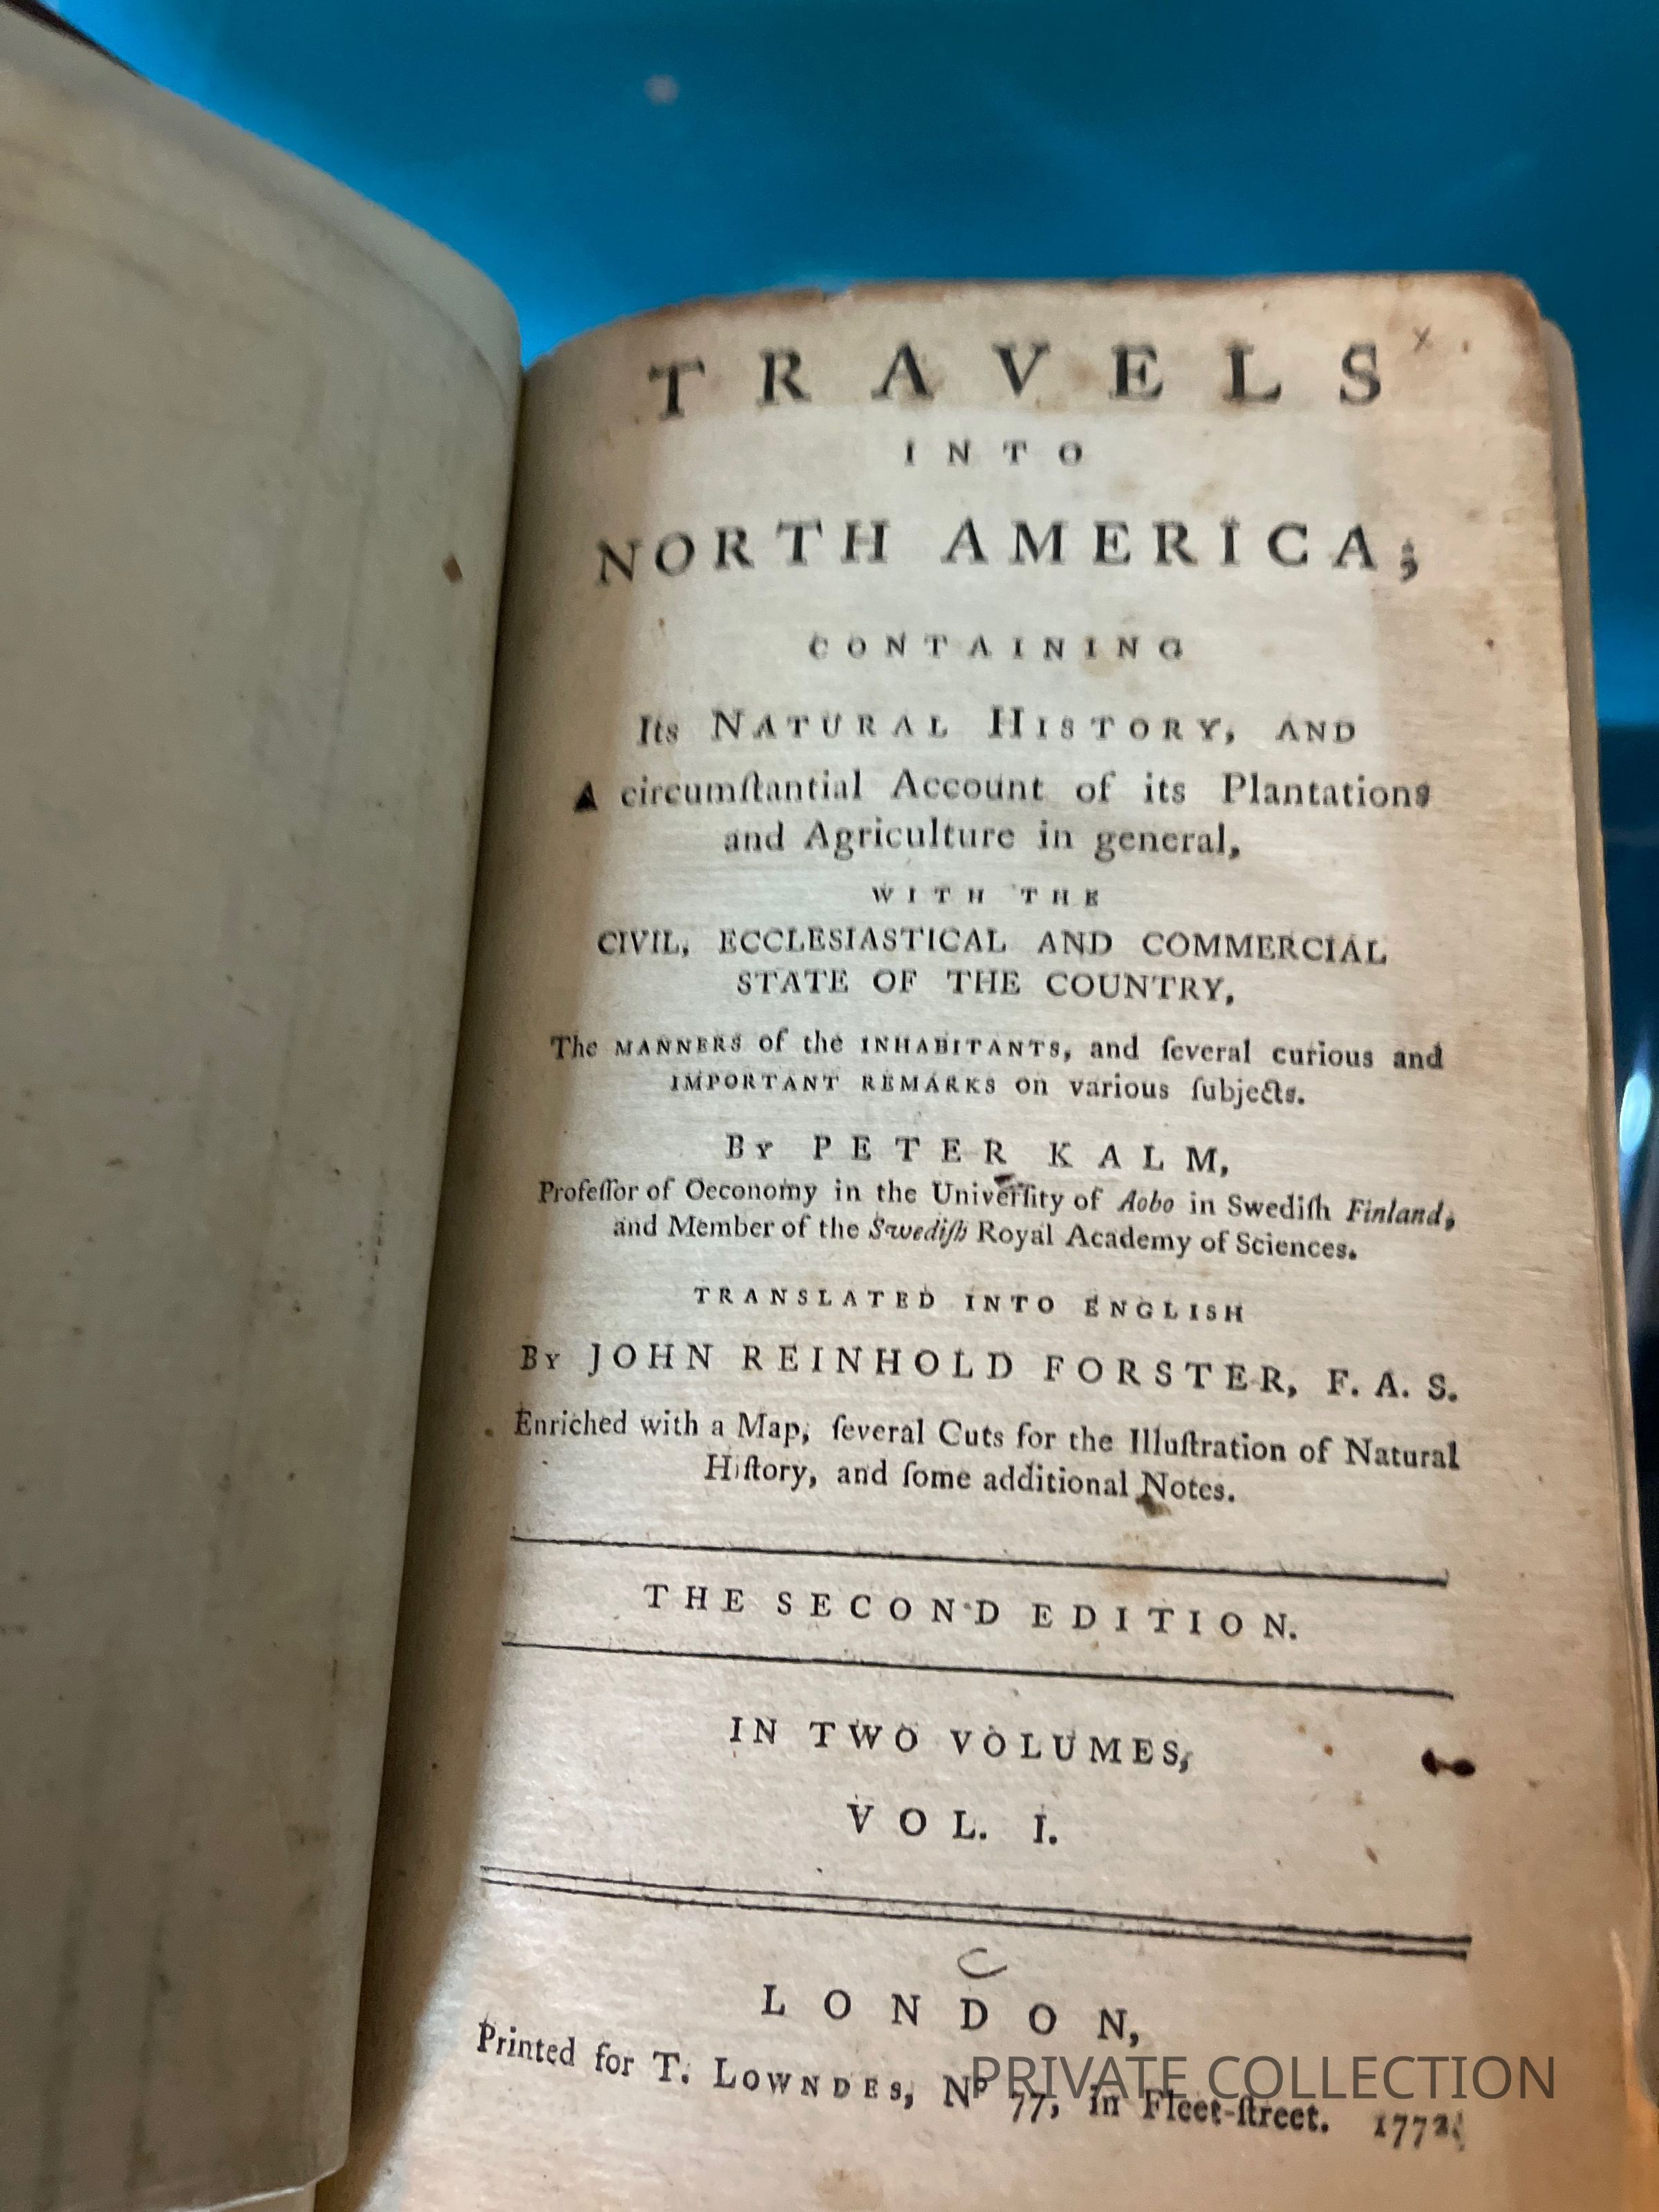 TRAVELS
INTO
NORTH AMERICA;
CONTAINING
Its NATURAL HISTORY, AND
A circumſtantial Account of its Plantations
and Agriculture in general,
WITH THE
CIVIL, ECCLESIASTICAL AND COMMERCIAL
STATE OF THE COUNTRY,
The MANNERS of the INHABITANTS, and ſeveral curious and
IMPORTANT REMARKS on various ſubjects.
BY PETER KALM,
Profeſſor of Oeconomy in the Univerſity of Aobo in Swediſh Finland,
and Member of the Swediſh Royal Academy of Sciences.
TRANSLATED INTO ENGLISH
BY JOHN REINHOLD FORSTER, F. A. S.
Enriched with a Map, ſeveral Cuts for the Illuſtration of Natural
Hiſtory, and ſome additional Notes.
THE SECOND EDITION.
IN TWO VOLUMES,
VOL. I.
LONDON,
Printed for T. LOWNDES, Nº 77, in Fleet-ſtreet. 1772.
PRIVATE COLLECTION